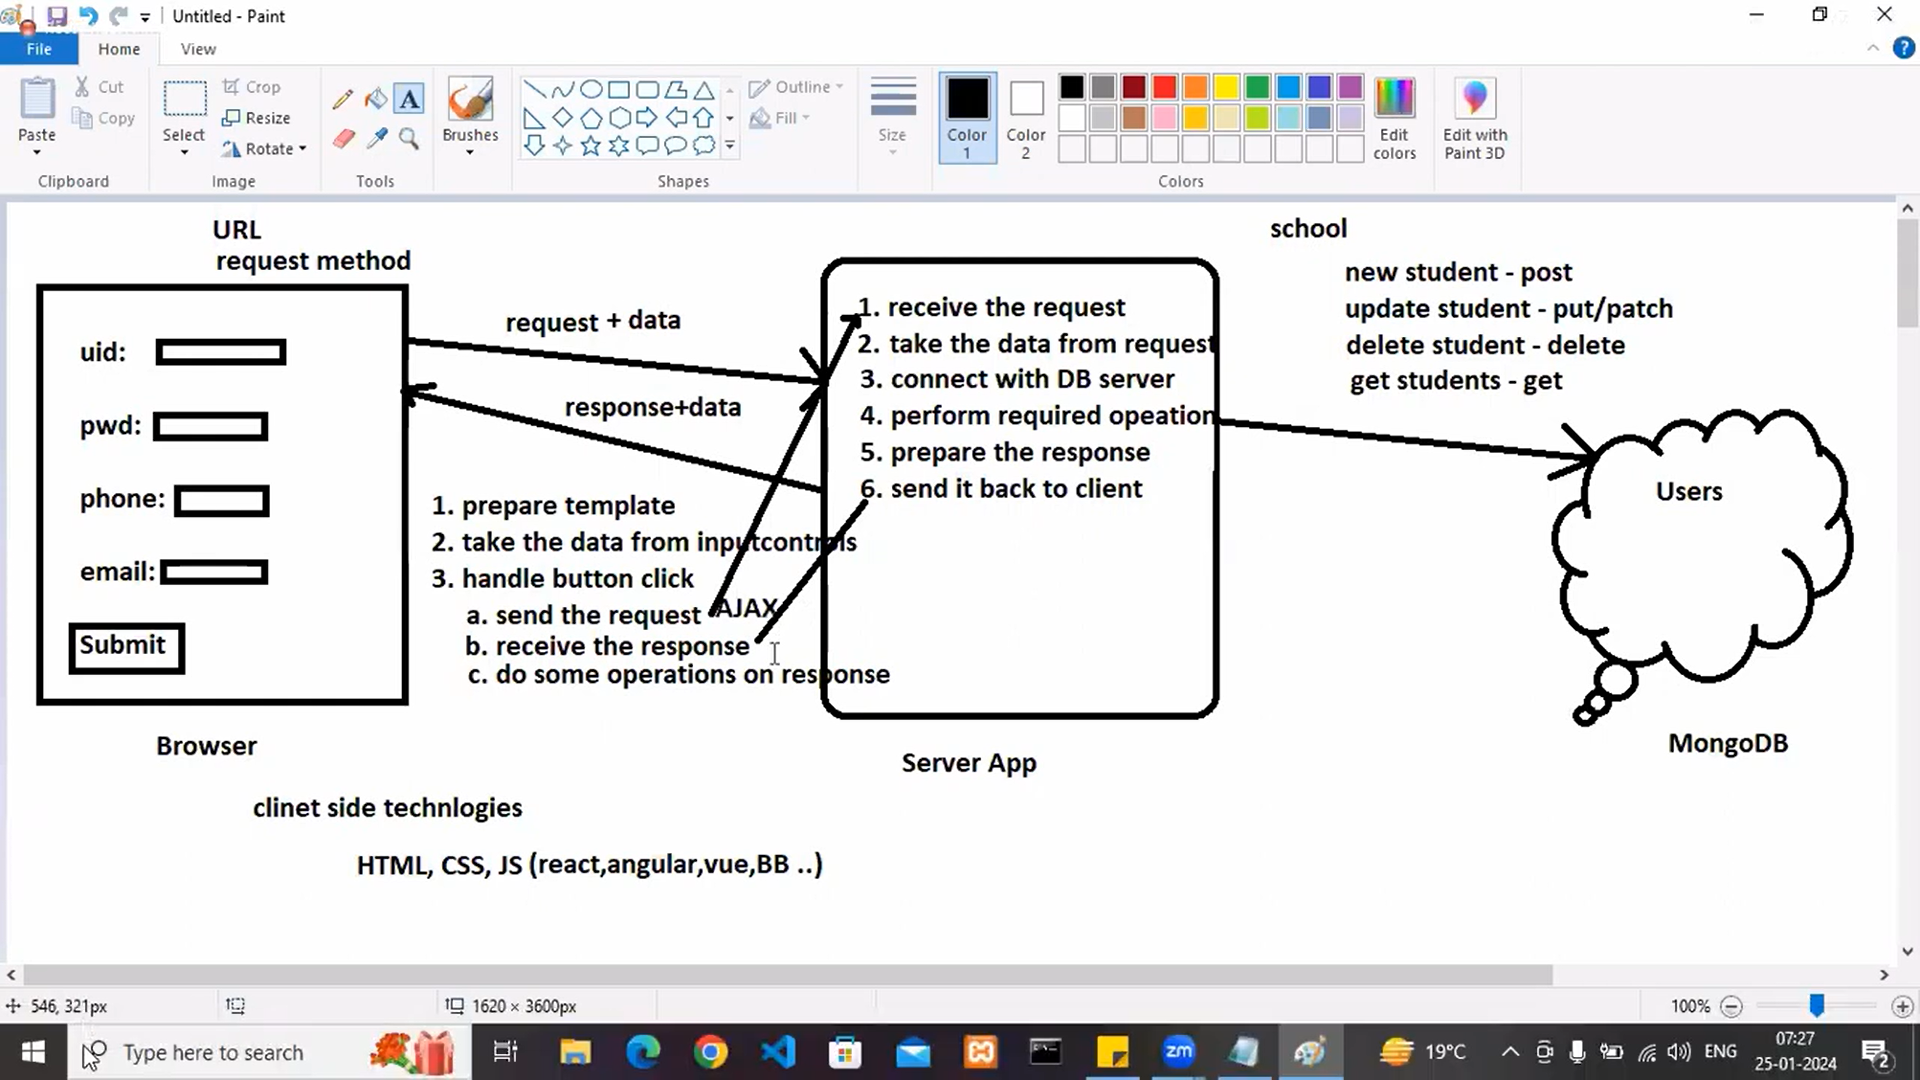 Untitled - Paint
File
Home
View
Paste
Cut
Copy
Clipboard
Select
Crop
Resize
Rotate
Image
A
Tools
Brushes
Outline
Fill
Shapes
Size
Color
1
Color
2
Edit
colors
Edit with
Paint 3D
Colors
URL
request method
uid:
pwd:
phone:
email:
Submit
Browser
request + data
response+data
1. prepare template
2. take the data from inputcontrols
3. handle button click
a. send the request AJAX
b. receive the response
c. do some operations on response
1. receive the request
2. take the data from request
3. connect with DB server
4. perform required opeation
5. prepare the response
6. send it back to client
Server App
school
new student - post
update student - put/patch
delete student - delete
get students - get
Users
MongoDB
clinet side technlogies
HTML, CSS, JS (react,angular,vue,BB ..)
546, 321px
1620 × 3600px
100%
Type here to search
zm
19°C
ENG
07:27
25-01-2024
2